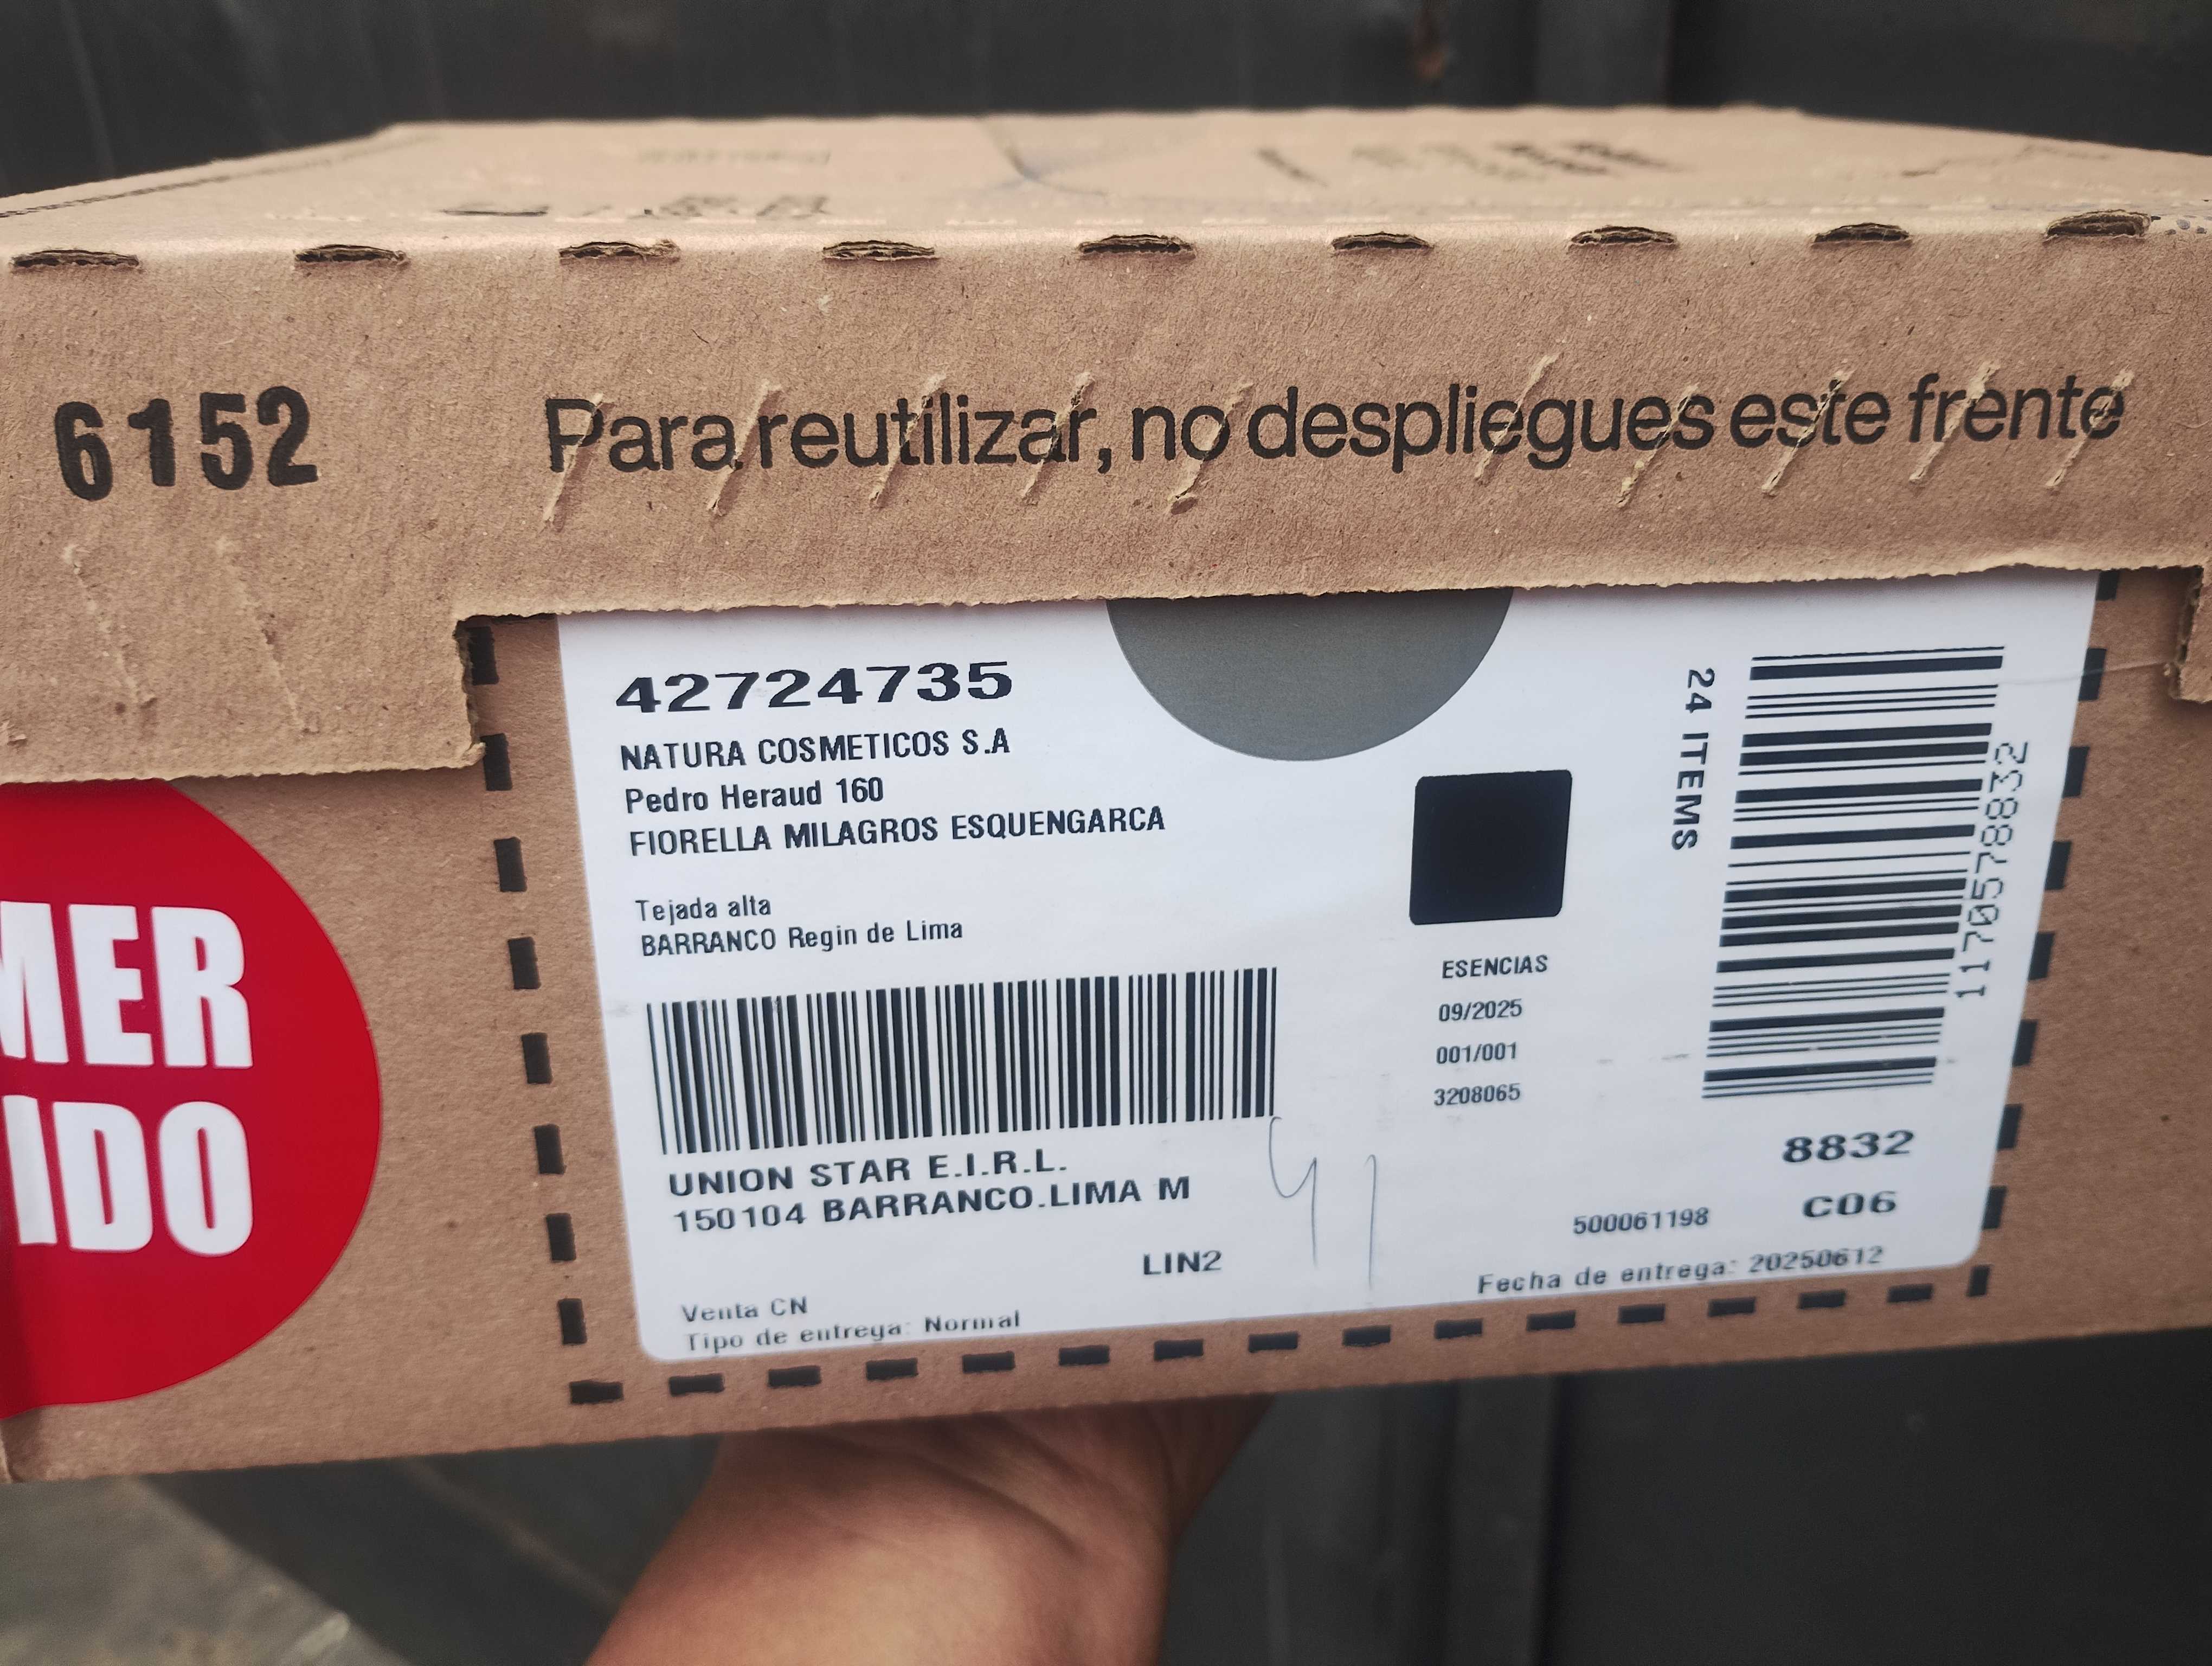 6152
Para reutilizar, no despliegues este frente
MER
IDO
42724735
NATURA COSMETICOS S.A
Pedro Heraud 160
FIORELLA MILAGROS ESQUENGARCA
Tejada alta
BARRANCO Regin de Lima
UNION STAR E.I.R.L.
150104 BARRANCO.LIMA M
LIN2
Venta CN
Tipo de entrega: Normal
24 ITEMS
1170578832
ESENCIAS
09/2025
001/001
3208065
8832
C06
500061198
Fecha de entrega: 20250612
41